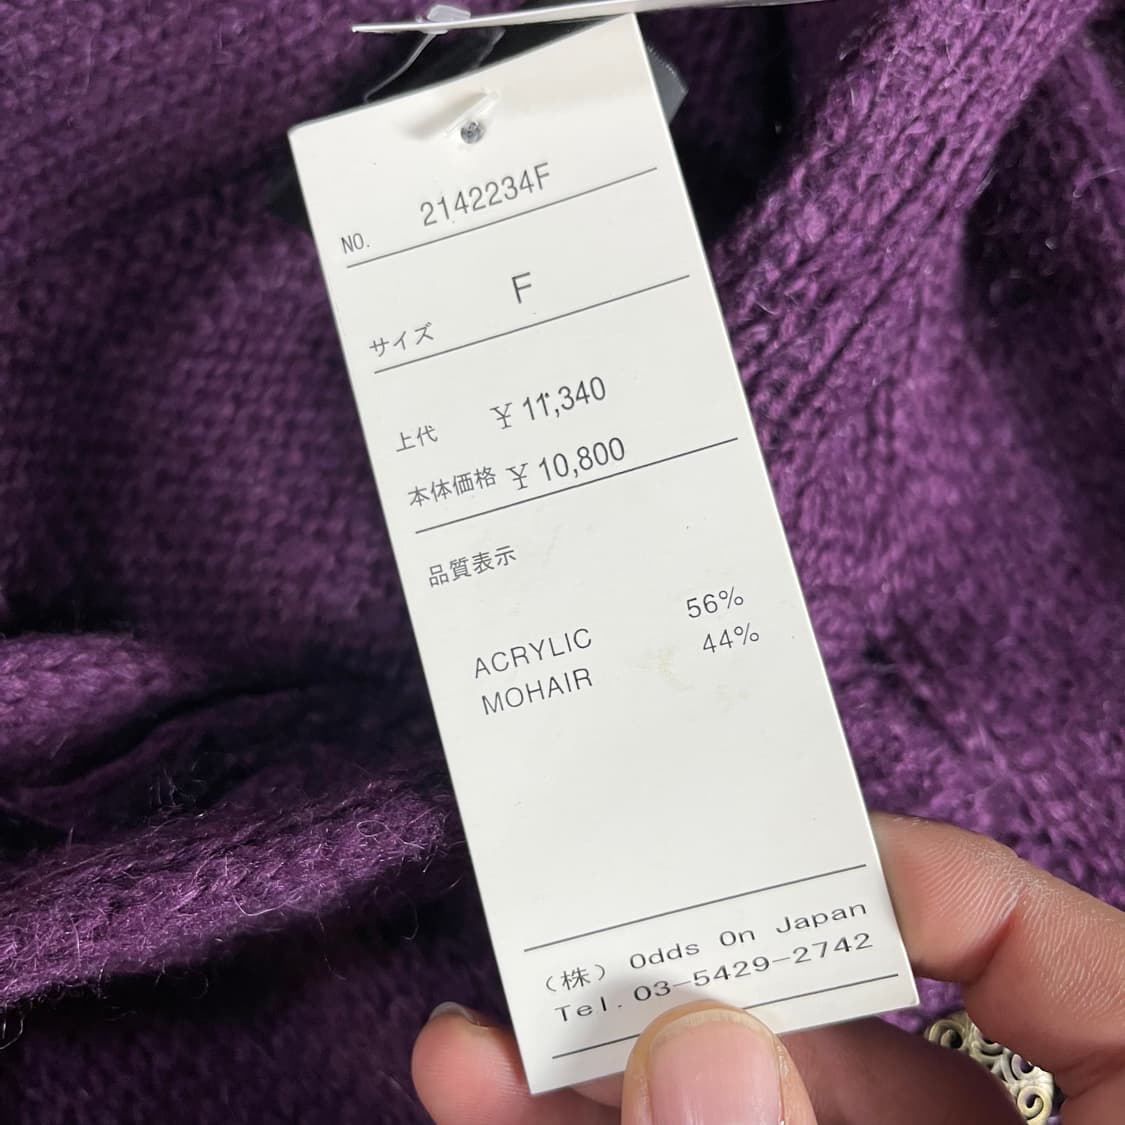 NO. 2142234F
サイズ F
上代 ¥ 11,340
本体価格 ¥ 10,800
品質表示
ACRYLIC 56%
MOHAIR 44%
（株） Odds On Japan
Tel. 03-5429-2742